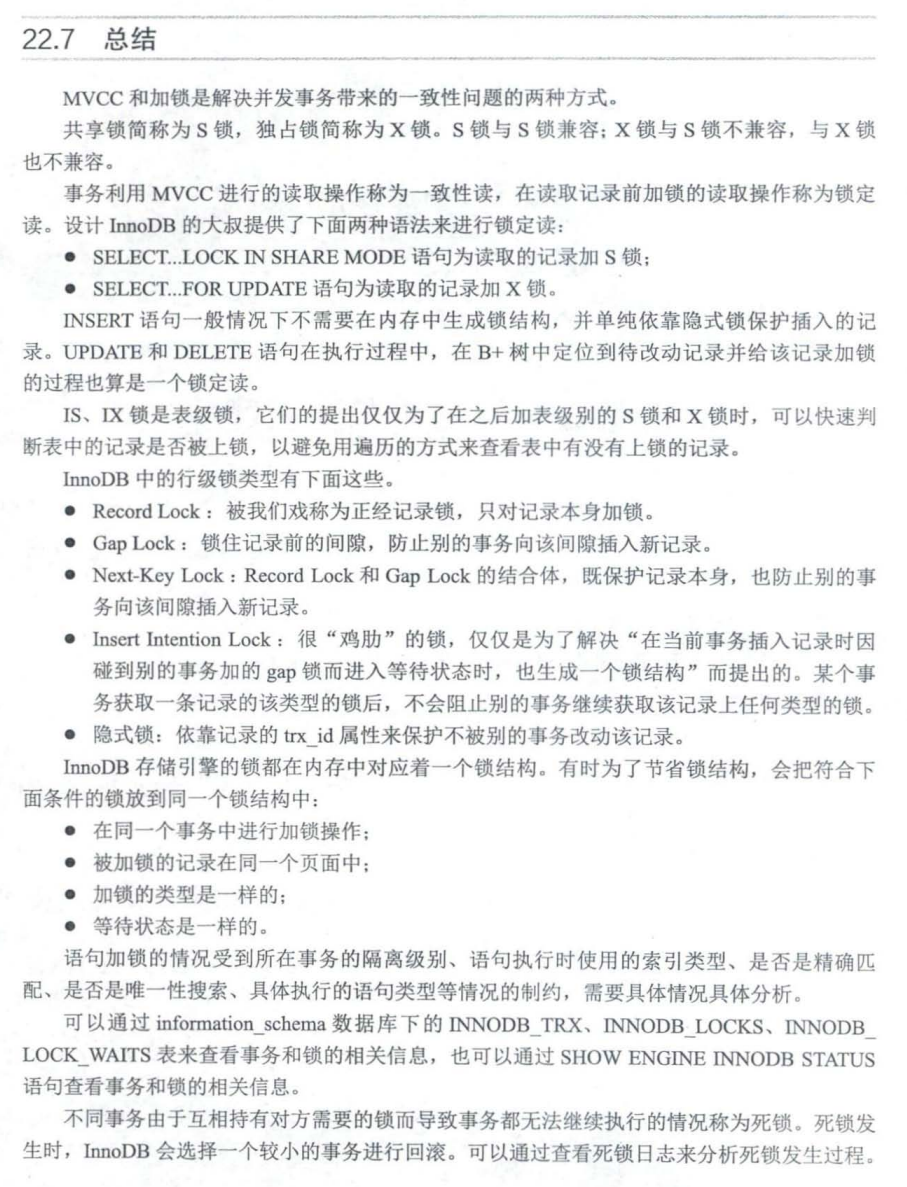 22.7 总结
MVCC 和加锁是解决并发事务带来的一致性问题的两种方式。
共享锁简称为 S 锁，独占锁简称为 X 锁。S 锁与 S 锁兼容；X 锁与 S 锁不兼容，与 X 锁
也不兼容。
事务利用 MVCC 进行的读取操作称为一致性读，在读取记录前加锁的读取操作称为锁定
读。设计 InnoDB 的大叔提供了下面两种语法来进行锁定读：
● SELECT...LOCK IN SHARE MODE 语句为读取的记录加 S 锁；
● SELECT...FOR UPDATE 语句为读取的记录加 X 锁。
INSERT 语句一般情况下不需要在内存中生成锁结构，并单纯依靠隐式锁保护插入的记
录。UPDATE 和 DELETE 语句在执行过程中，在 B+ 树中定位到待改动记录并给该记录加锁
的过程也算是一个锁定读。
IS、IX 锁是表级锁，它们的提出仅仅为了在之后加表级别的 S 锁和 X 锁时，可以快速判
断表中的记录是否被上锁，以避免用遍历的方式来查看表中有没有上锁的记录。
InnoDB 中的行级锁类型有下面这些。
● Record Lock：被我们戏称为正经记录锁，只对记录本身加锁。
● Gap Lock：锁住记录前的间隙，防止别的事务向该间隙插入新记录。
● Next-Key Lock：Record Lock 和 Gap Lock 的结合体，既保护记录本身，也防止别的事
务向该间隙插入新记录。
● Insert Intention Lock：很“鸡肋”的锁，仅仅是为了解决“在当前事务插入记录时因
碰到别的事务加的 gap 锁而进入等待状态时，也生成一个锁结构”而提出的。某个事
务获取一条记录的该类型的锁后，不会阻止别的事务继续获取该记录上任何类型的锁。
● 隐式锁：依靠记录的 trx_id 属性来保护不被别的事务改动该记录。
InnoDB 存储引擎的锁都在内存中对应着一个锁结构。有时为了节省锁结构，会把符合下
面条件的锁放到同一个锁结构中：
● 在同一个事务中进行加锁操作；
● 被加锁的记录在同一个页面中；
● 加锁的类型是一样的；
● 等待状态是一样的。
语句加锁的情况受到所在事务的隔离级别、语句执行时使用的索引类型、是否是精确匹
配、是否是唯一性搜索、具体执行的语句类型等情况的制约，需要具体情况具体分析。
可以通过 information_schema 数据库下的 INNODB_TRX、INNODB_LOCKS、INNODB_
LOCK_WAITS 表来查看事务和锁的相关信息，也可以通过 SHOW ENGINE INNODB STATUS
语句查看事务和锁的相关信息。
不同事务由于互相持有对方需要的锁而导致事务都无法继续执行的情况称为死锁。死锁发
生时，InnoDB 会选择一个较小的事务进行回滚。可以通过查看死锁日志来分析死锁发生过程。